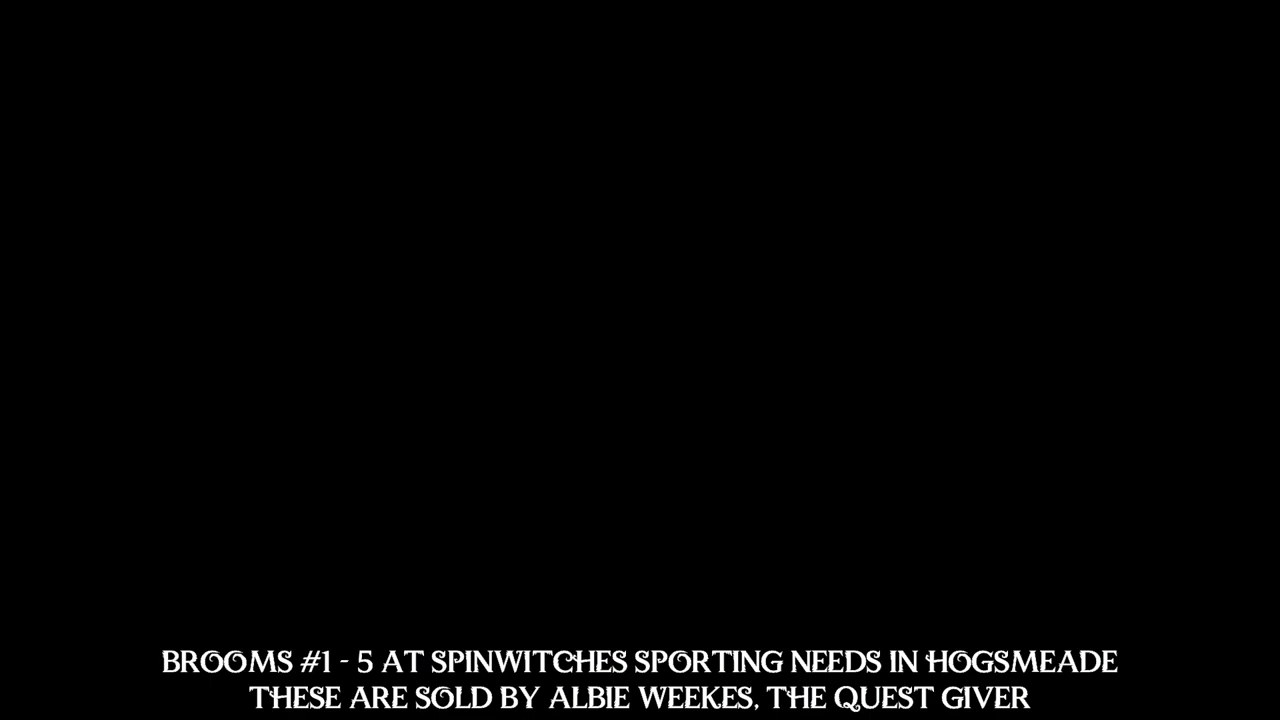 BROOMS #1 - 5 AT SPINWITCHES SPORTING NEEDS IN HOGSMEADE
THESE ARE SOLD BY ALBIE WEEKES, THE QUEST GIVER